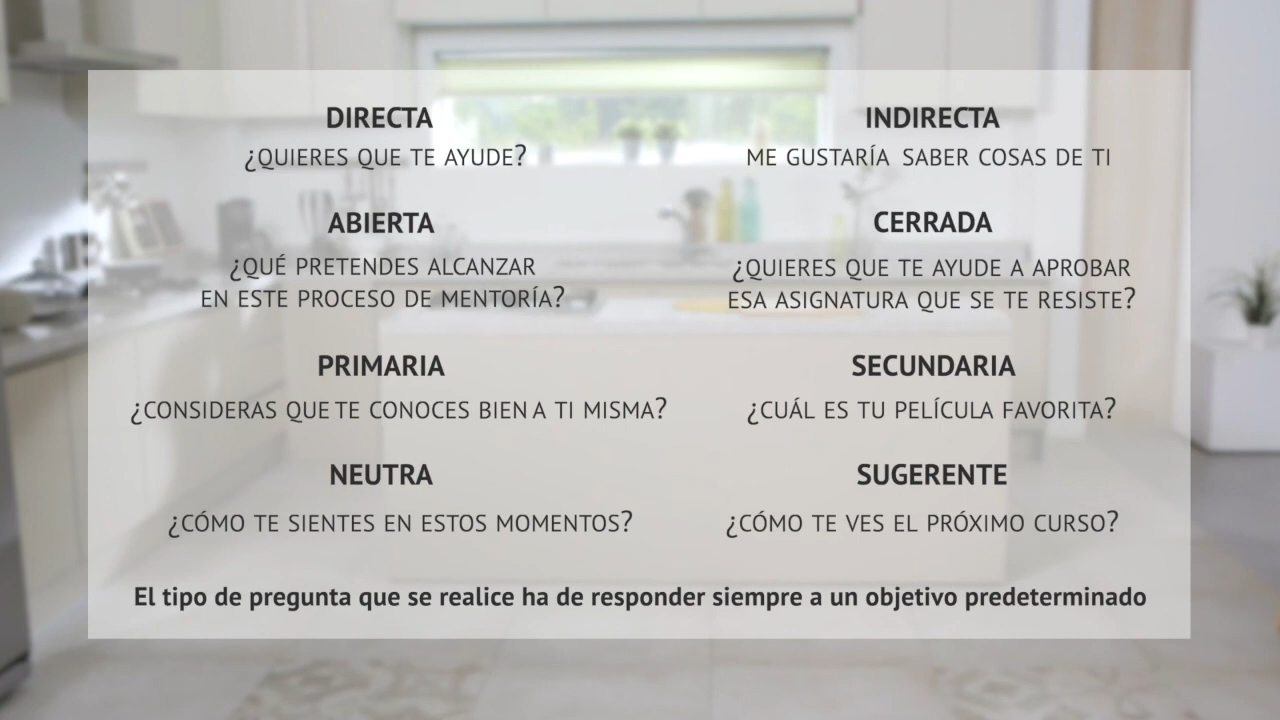 DIRECTA
¿QUIERES QUE TE AYUDE?
INDIRECTA
ME GUSTARÍA SABER COSAS DE TI
ABIERTA
¿QUÉ PRETENDES ALCANZAR
EN ESTE PROCESO DE MENTORÍA?
CERRADA
¿QUIERES QUE TE AYUDE A APROBAR
ESA ASIGNATURA QUE SE TE RESISTE?
PRIMARIA
¿CONSIDERAS QUE TE CONOCES BIEN A TI MISMA?
SECUNDARIA
¿CUÁL ES TU PELÍCULA FAVORITA?
NEUTRA
¿CÓMO TE SIENTES EN ESTOS MOMENTOS?
SUGERENTE
¿CÓMO TE VES EL PRÓXIMO CURSO?
El tipo de pregunta que se realice ha de responder siempre a un objetivo predeterminado